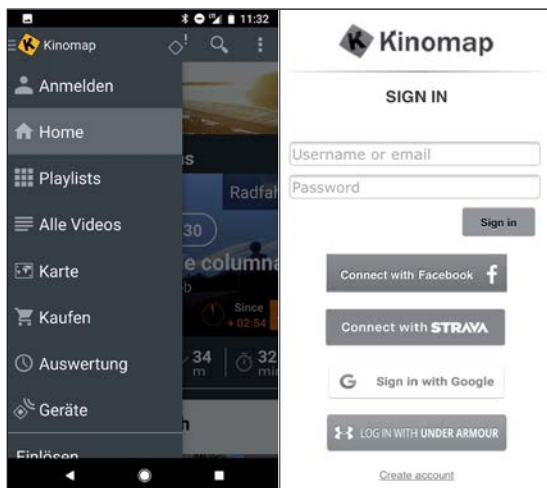 11:32
Kinomap
Anmelden
Home
Playlists
Alle Videos
Karte
Kaufen
Auswertung
Geräte
Einlösen
s
Radfah
30
e columna
b
Since
+ 02:54
34
m
32
min
h
Kinomap
SIGN IN
Username or email
Password
Sign in
Connect with Facebook f
Connect with STRAVA
G Sign in with Google
LOG IN WITH UNDER ARMOUR
Create account